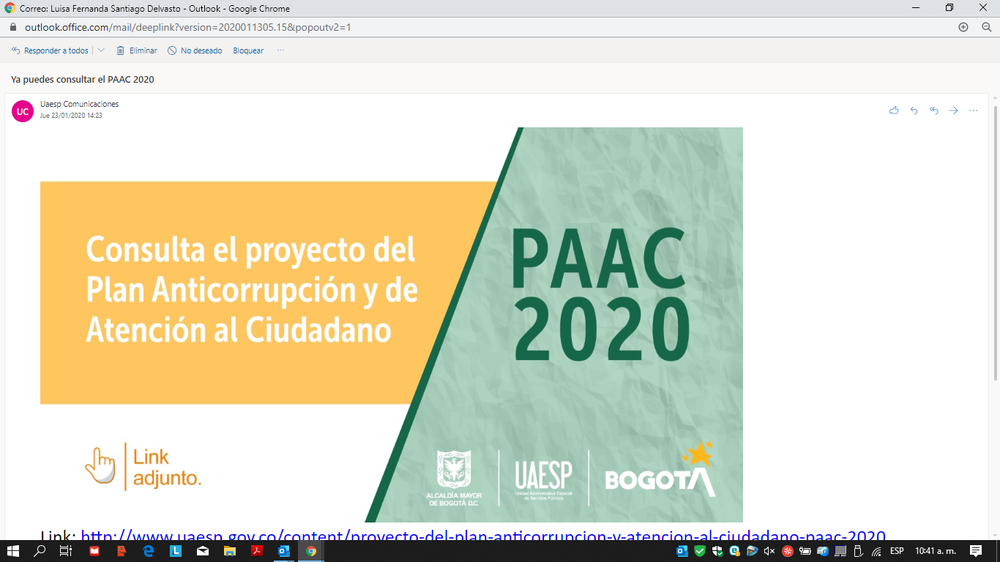 Correo: Luisa Fernanda Santiago Delvasto - Outlook - Google Chrome
outlook.office.com/mail/deeplink?version=2020011305.15&popoutv2=1
Responder a todos Eliminar No deseado Bloquear ...
Ya puedes consultar el PAAC 2020
UC
Uaesp Comunicaciones
Jue 23/01/2020 14:23
Consulta el proyecto del
Plan Anticorrupción y de
Atención al Ciudadano
PAAC
2020
Link
adjunto.
ALCALDÍA MAYOR
DE BOGOTÁ D.C.
UAESP
Unidad Administrativa Especial
de Servicios Públicos
BOGOTÁ
Link: http://www.uaesp.gov.co/content/proyecto-del-plan-anticorrupcion-y-atencion-al-ciudadano-paac-2020
ESP 10:41 a. m.